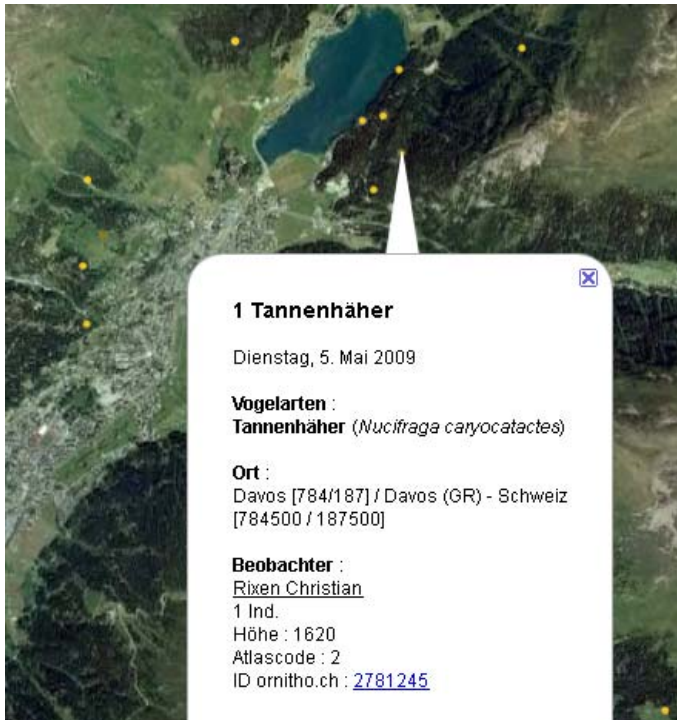 1 Tannenhäher
Dienstag, 5. Mai 2009
Vogelarten :
Tannenhäher (Nucifraga caryocatactes)
Ort :
Davos [784/187] / Davos (GR) - Schweiz
[784500 / 187500]
Beobachter :
Rixen Christian
1 Ind.
Höhe : 1620
Atlascode : 2
ID ornitho.ch : 2781245